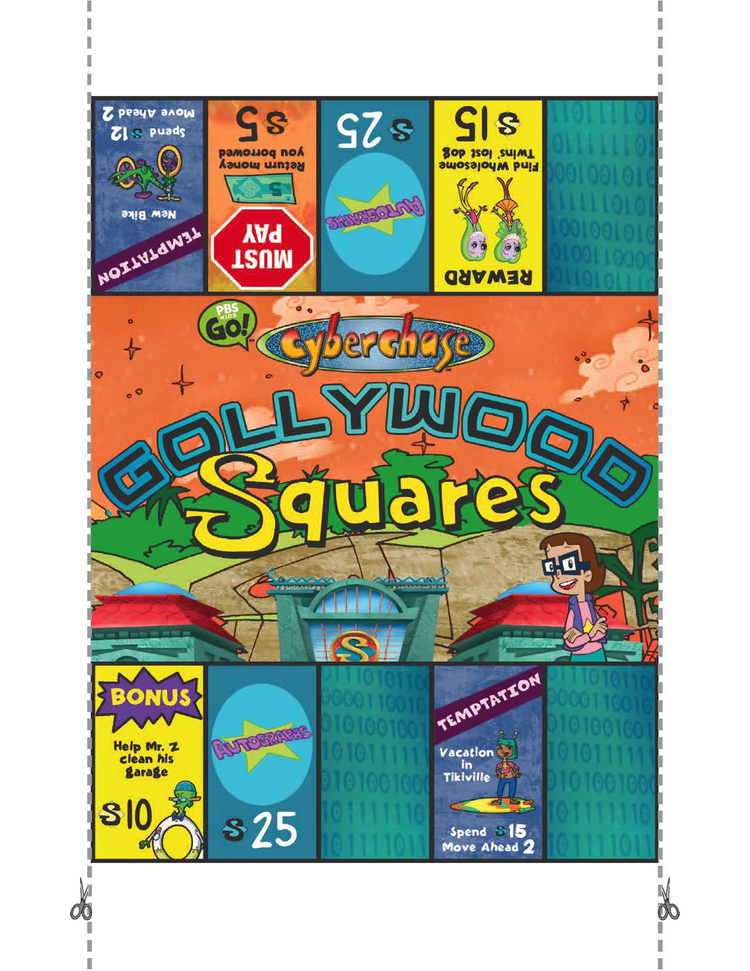 TEMPTATION
New Bike
Spend S 12
Move Ahead 2
MUST
PAY
5
Return money
you borrowed
S 5
AUTOGRAPHS
S 25
REWARD
Find Wholesome
Twins' lost dog
S 15
PBS
KIDS
GO!
Cyberchase
GOLLYWOOD
Squares
S
BONUS
Help Mr. Z
clean his
garage
S 10
AUTOGRAPHS
S 25
TEMPTATION
Vacation
in
Tikiville
Spend S 15
Move Ahead 2